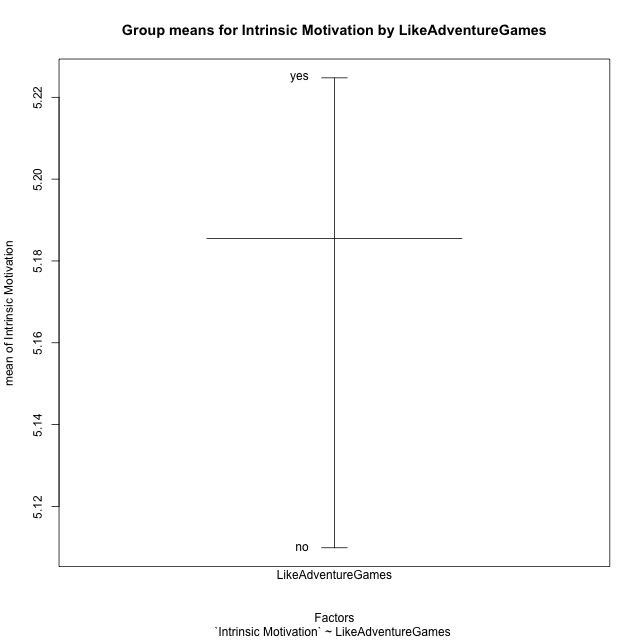 Group means for Intrinsic Motivation by LikeAdventureGames
yes
5.22
5.20
5.18
5.16
5.14
5.12
mean of Intrinsic Motivation
no
LikeAdventureGames
Factors
`Intrinsic Motivation` ~ LikeAdventureGames